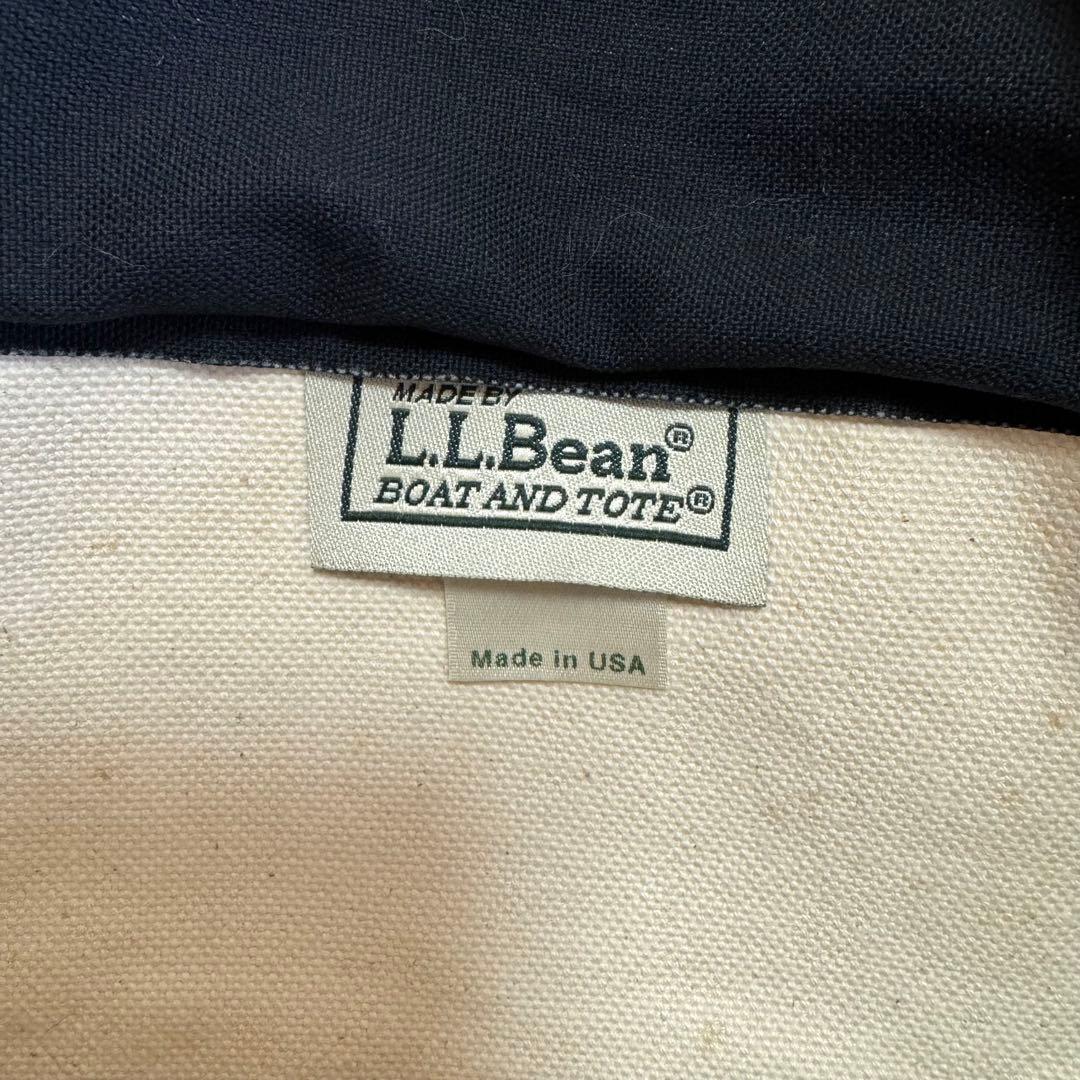 MADE BY
L.L.Bean®
BOAT AND TOTE®
Made in USA